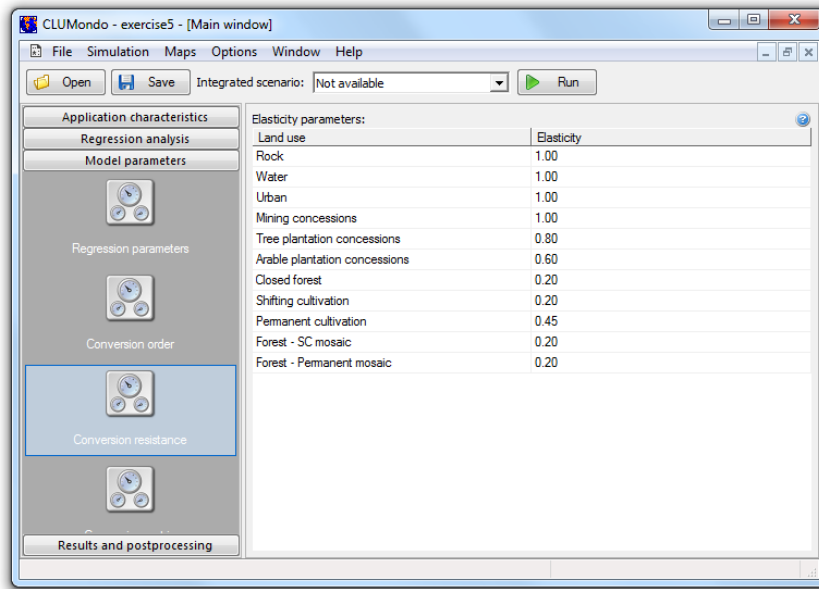 CLUMondo - exercise5 - [Main window]
File Simulation Maps Options Window Help
Open Save Integrated scenario: Not available Run
Application characteristics
Regression analysis
Model parameters
Regression parameters
Conversion order
Conversion resistance
Results and postprocessing
Elasticity parameters:
Land use Elasticity
Rock 1.00
Water 1.00
Urban 1.00
Mining concessions 1.00
Tree plantation concessions 0.80
Arable plantation concessions 0.60
Closed forest 0.20
Shifting cultivation 0.20
Permanent cultivation 0.45
Forest - SC mosaic 0.20
Forest - Permanent mosaic 0.20